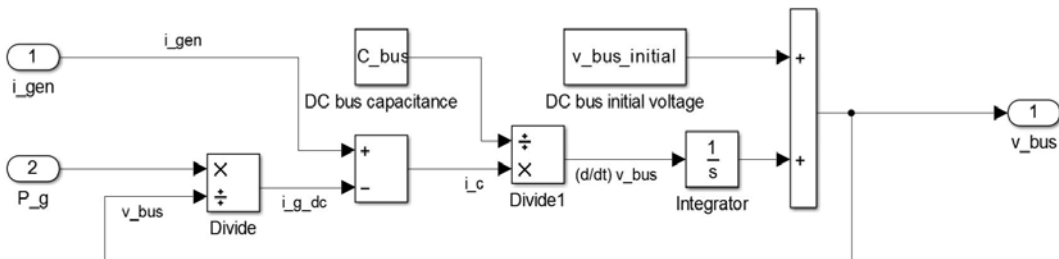 1
i_gen
i_gen
C_bus
DC bus capacitance
v_bus_initial
DC bus initial voltage
+
+
1
v_bus
2
P_g
v_bus
×
÷
Divide
i_g_dc
+
−
i_c
÷
×
Divide1
(d/dt) v_bus
1
s
Integrator